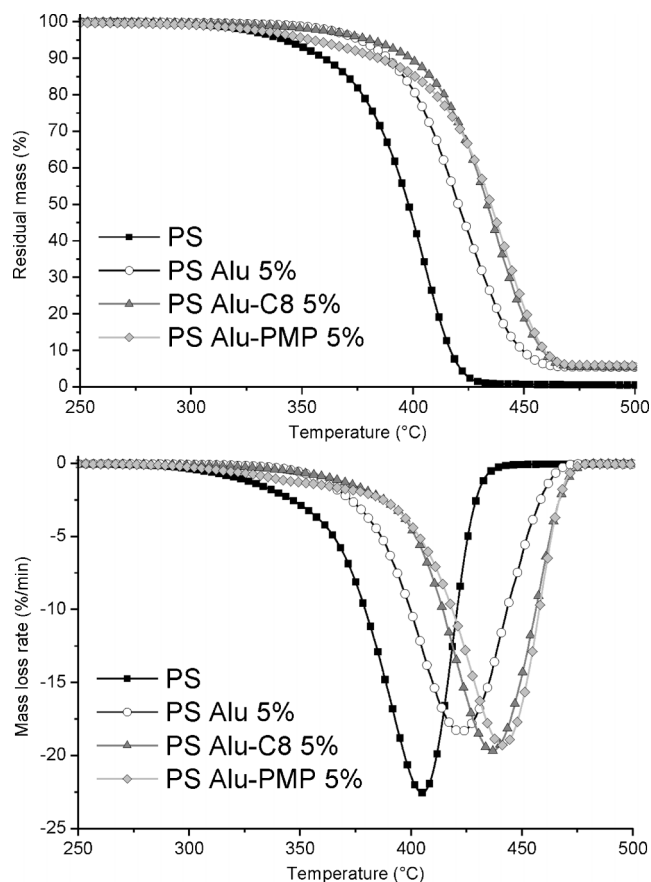 100
90
80
70
60
50
40
30
20
10
0
Residual mass (%)
PS
PS Alu 5%
PS Alu-C8 5%
PS Alu-PMP 5%
250 300 350 400 450 500
Temperature (°C)
0
-5
-10
-15
-20
-25
Mass loss rate (%/min)
PS
PS Alu 5%
PS Alu-C8 5%
PS Alu-PMP 5%
250 300 350 400 450 500
Temperature (°C)